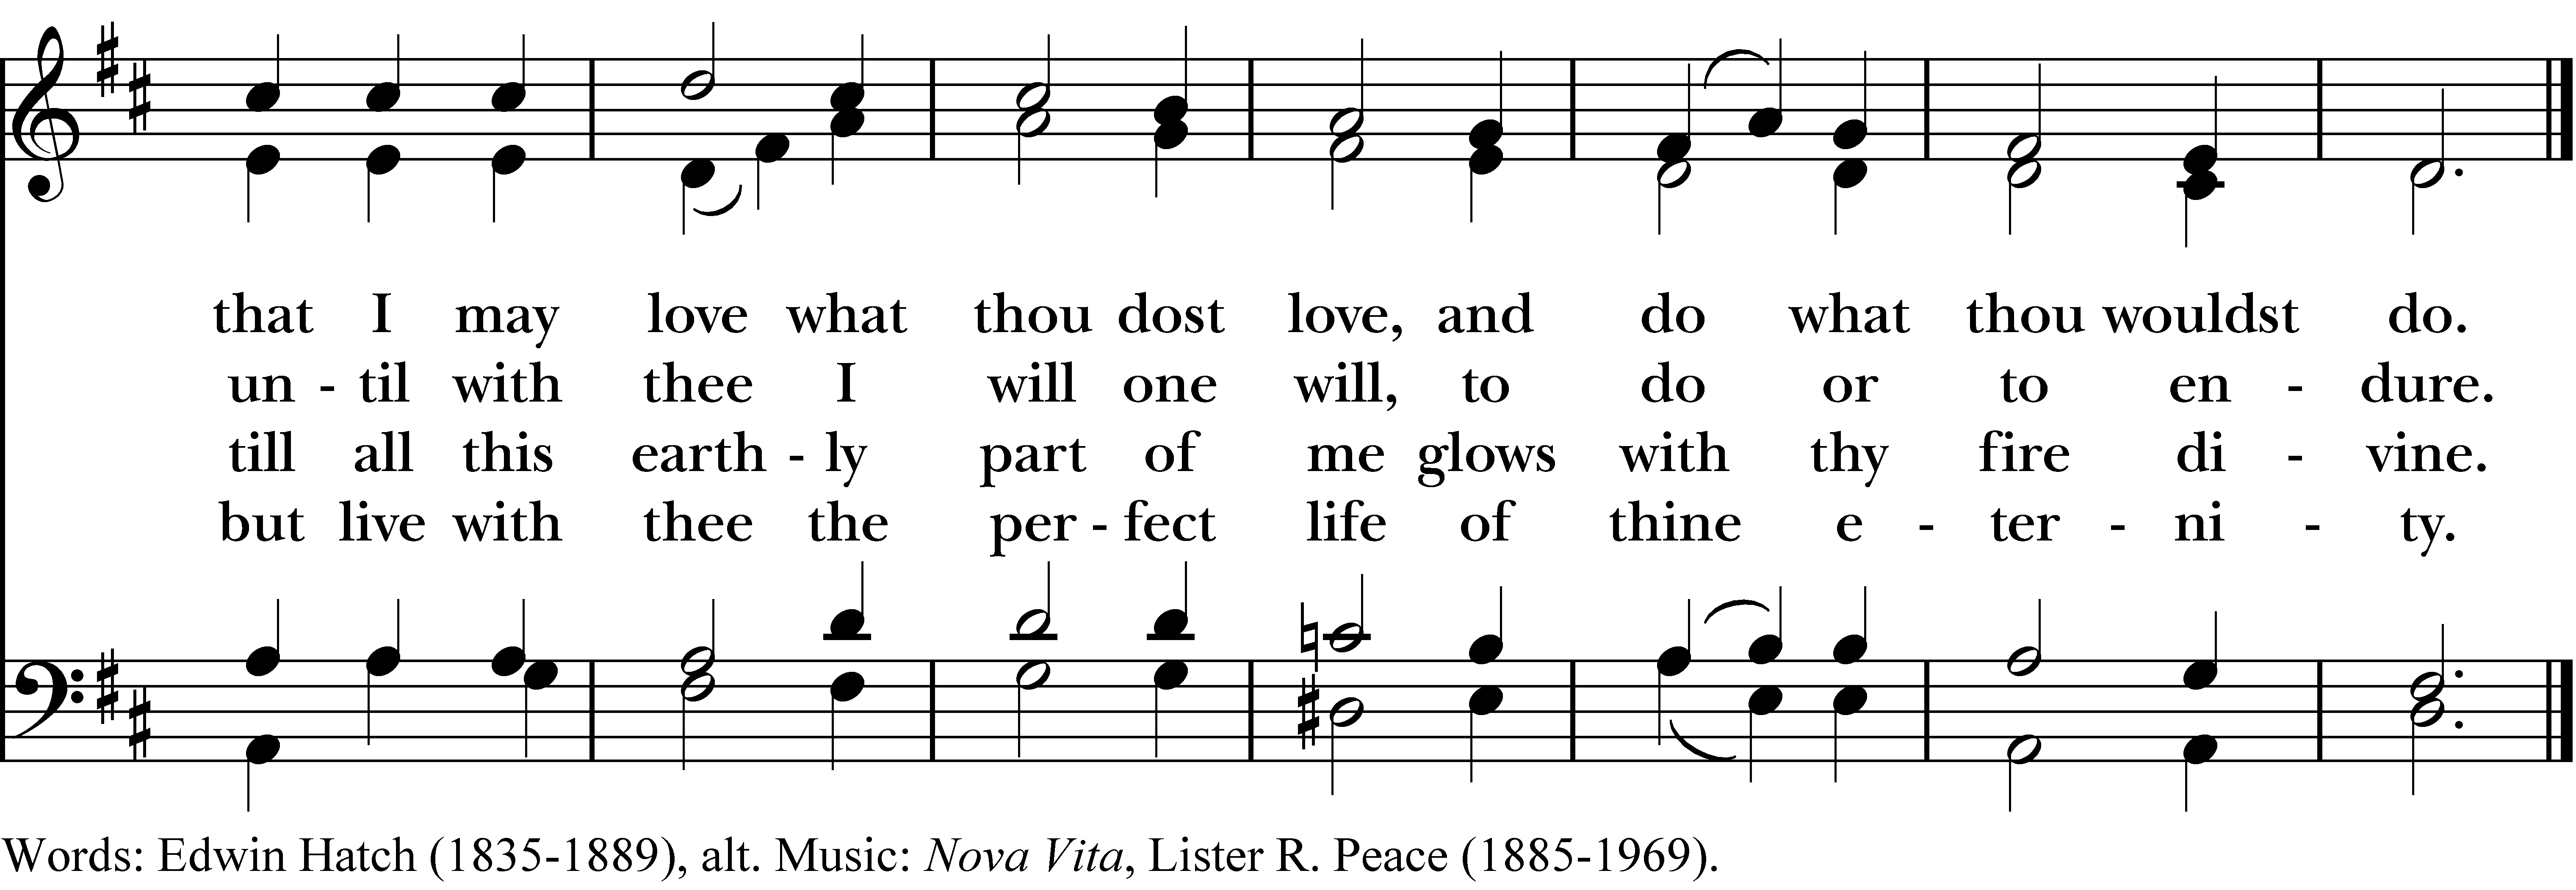 that I may love what thou dost love, and do what thou wouldst do.
un - til with thee I will one will, to do or to en - dure.
till all this earth - ly part of me glows with thy fire di - vine.
but live with thee the per - fect life of thine e - ter - ni - ty.
Words: Edwin Hatch (1835-1889), alt. Music: Nova Vita, Lister R. Peace (1885-1969).